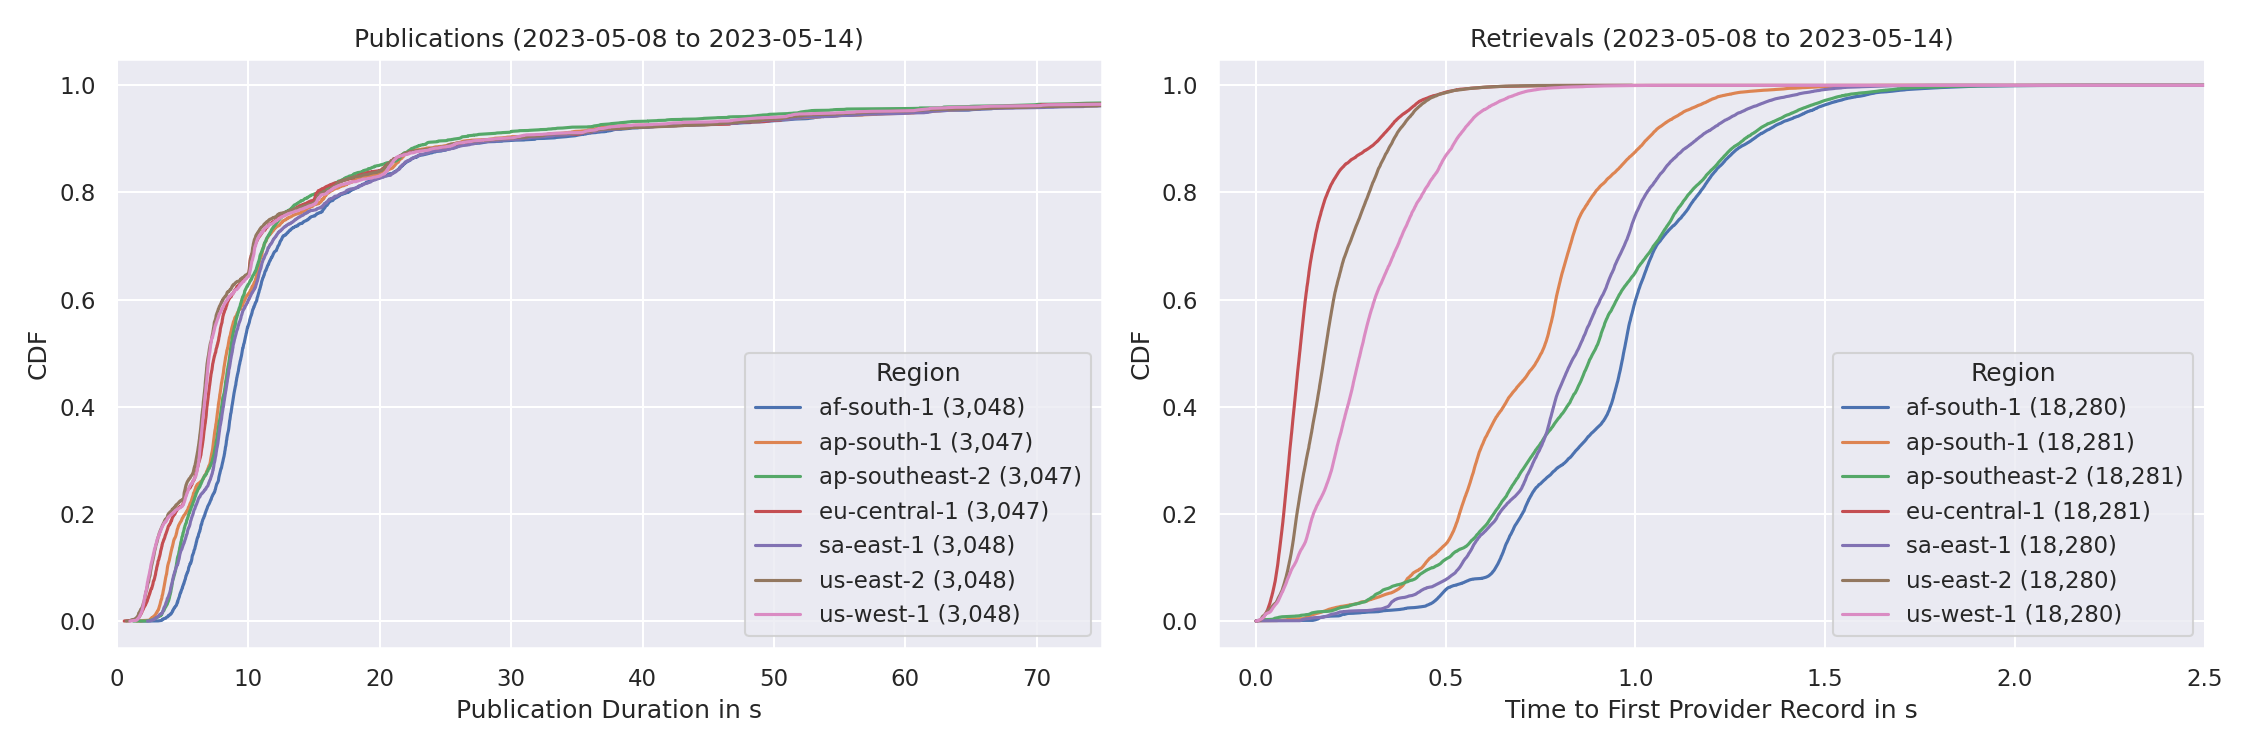 Publications (2023-05-08 to 2023-05-14)
1.0
0.8
0.6
0.4
0.2
0.0
CDF
0
10
20
30
40
50
60
70
Publication Duration in s
Region
af-south-1 (3,048)
ap-south-1 (3,047)
ap-southeast-2 (3,047)
eu-central-1 (3,047)
sa-east-1 (3,048)
us-east-2 (3,048)
us-west-1 (3,048)
Retrievals (2023-05-08 to 2023-05-14)
1.0
0.8
0.6
0.4
0.2
0.0
CDF
0.0
0.5
1.0
1.5
2.0
2.5
Time to First Provider Record in s
Region
af-south-1 (18,280)
ap-south-1 (18,281)
ap-southeast-2 (18,281)
eu-central-1 (18,281)
sa-east-1 (18,280)
us-east-2 (18,280)
us-west-1 (18,280)